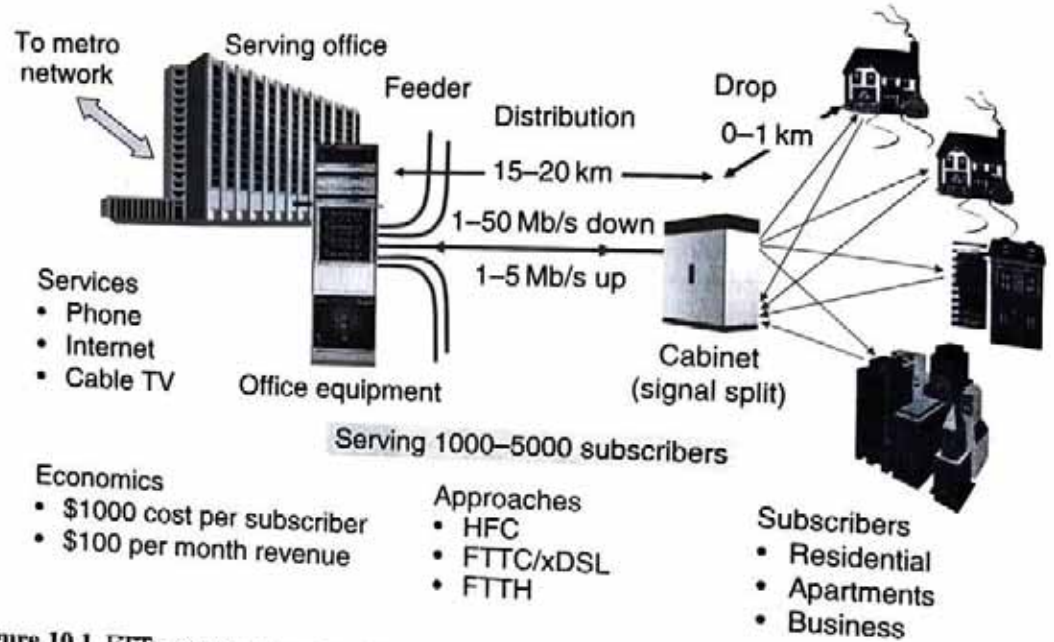 To metro
network
Serving office
Feeder
Distribution
Drop
0–1 km
15–20 km
1–50 Mb/s down
1–5 Mb/s up
Services
• Phone
• Internet
• Cable TV
Office equipment
Cabinet
(signal split)
Serving 1000–5000 subscribers
Economics
• $1000 cost per subscriber
• $100 per month revenue
Approaches
• HFC
• FTTC/xDSL
• FTTH
Subscribers
• Residential
• Apartments
• Business
10.1